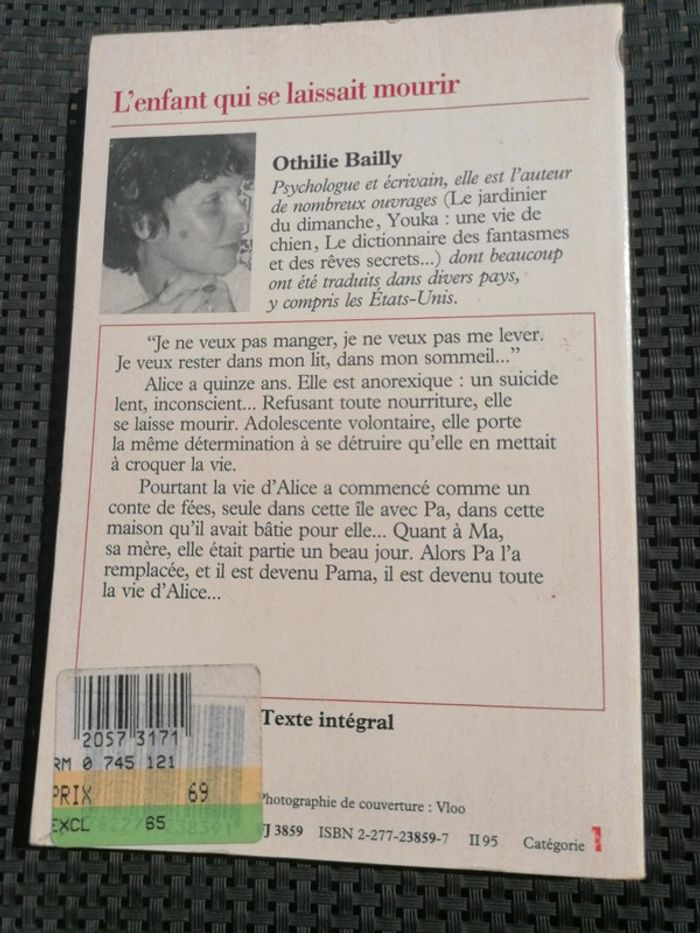 L'enfant qui se laissait mourir
Othilie Bailly
Psychologue et écrivain, elle est l'auteur
de nombreux ouvrages (Le jardinier
du dimanche, Youka : une vie de
chien, Le dictionnaire des fantasmes
et des rêves secrets...) dont beaucoup
ont été traduits dans divers pays,
y compris les États-Unis.
“Je ne veux pas manger, je ne veux pas me lever.
Je veux rester dans mon lit, dans mon sommeil...”
Alice a quinze ans. Elle est anorexique : un suicide
lent, inconscient... Refusant toute nourriture, elle
se laisse mourir. Adolescente volontaire, elle porte
la même détermination à se détruire qu'elle en mettait
à croquer la vie.
Pourtant la vie d'Alice a commencé comme un
conte de fées, seule dans cette île avec Pa, dans cette
maison qu'il avait bâtie pour elle... Quant à Ma,
sa mère, elle était partie un beau jour. Alors Pa l'a
remplacée, et il est devenu Pama, il est devenu toute
la vie d'Alice...
Texte intégral
2057 3171
RM 0 745 121
PRIX 69
EXCL 65
Photographie de couverture : Vloo
J 3859 ISBN 2-277-23859-7 II 95 Catégorie